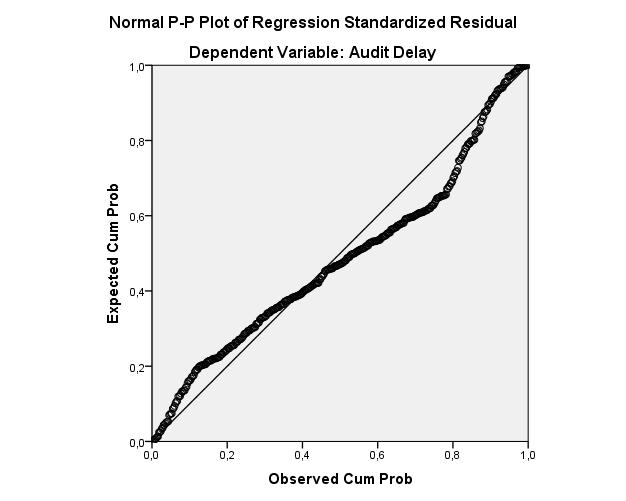 Normal P-P Plot of Regression Standardized Residual
Dependent Variable: Audit Delay
Expected Cum Prob
1,0
0,8
0,6
0,4
0,2
0,0
0,0 0,2 0,4 0,6 0,8 1,0
Observed Cum Prob